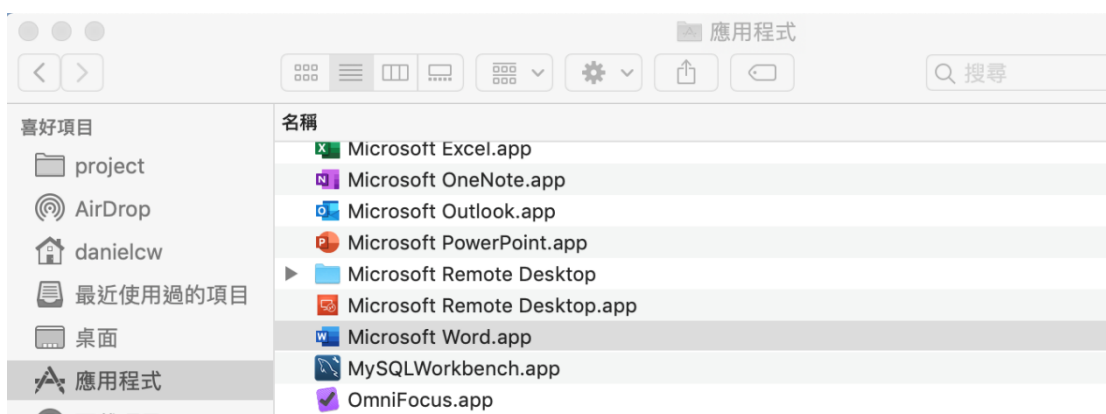 應用程式
搜尋
喜好項目
project
AirDrop
danielcw
最近使用過的項目
桌面
應用程式
名稱
Microsoft Excel.app
Microsoft OneNote.app
Microsoft Outlook.app
Microsoft PowerPoint.app
Microsoft Remote Desktop
Microsoft Remote Desktop.app
Microsoft Word.app
MySQLWorkbench.app
OmniFocus.app